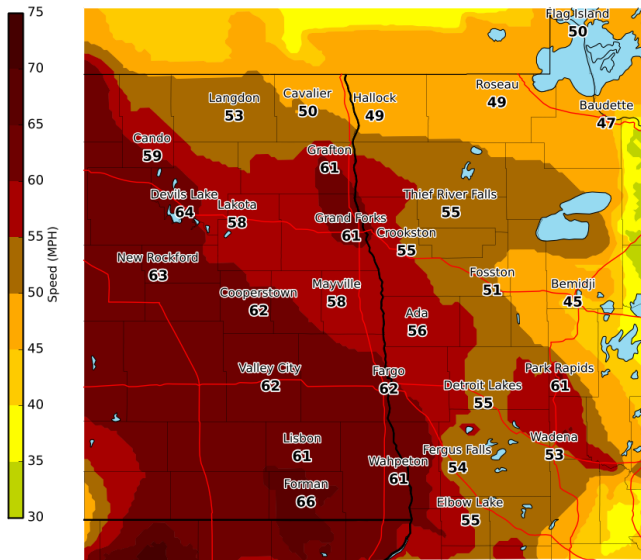 75
70
65
60
55
50
45
40
35
30
Speed (MPH)
Flag Island
50
Langdon
53
Cavalier
50
Hallock
49
Roseau
49
Baudette
47
Cando
59
Grafton
61
Devils Lake
64
Lakota
58
Thief River Falls
55
Grand Forks
61
Crookston
55
New Rockford
63
Cooperstown
62
Mayville
58
Fosston
51
Bemidji
45
Ada
56
Valley City
62
Fargo
62
Detroit Lakes
55
Park Rapids
61
Lisbon
61
Wahpeton
61
Fergus Falls
54
Wadena
53
Forman
66
Elbow Lake
55